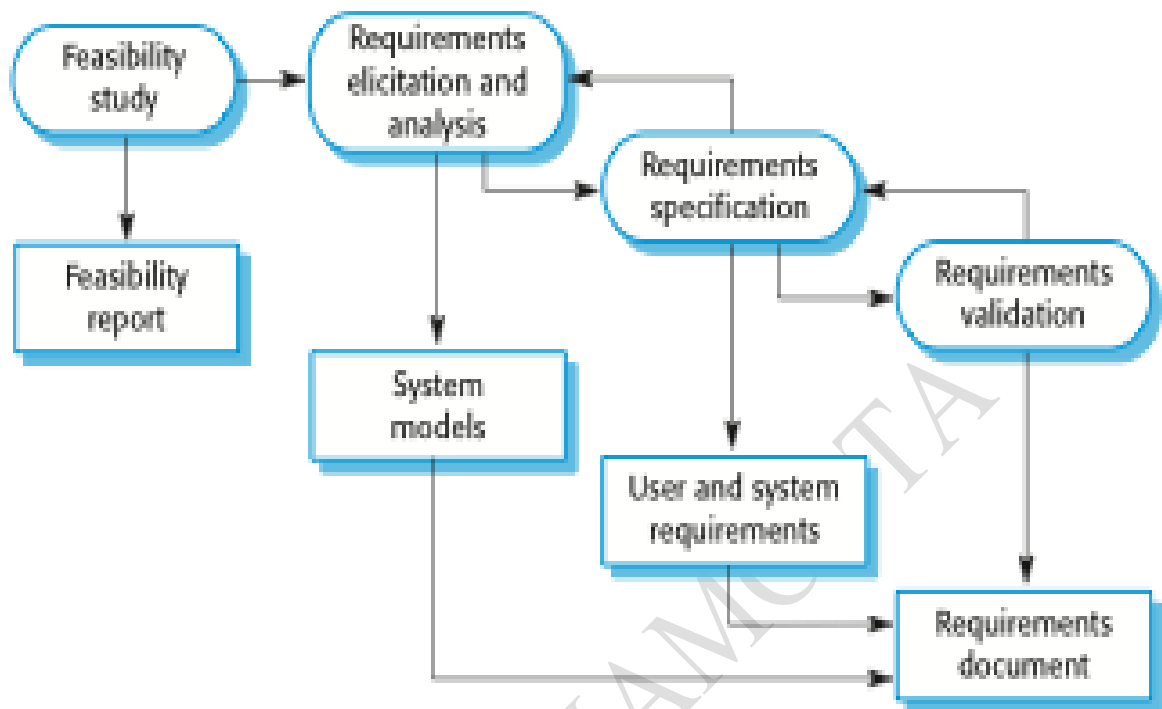 Feasibility
study
Requirements
elicitation and
analysis
Requirements
specification
Requirements
validation
Feasibility
report
System
models
User and system
requirements
Requirements
document